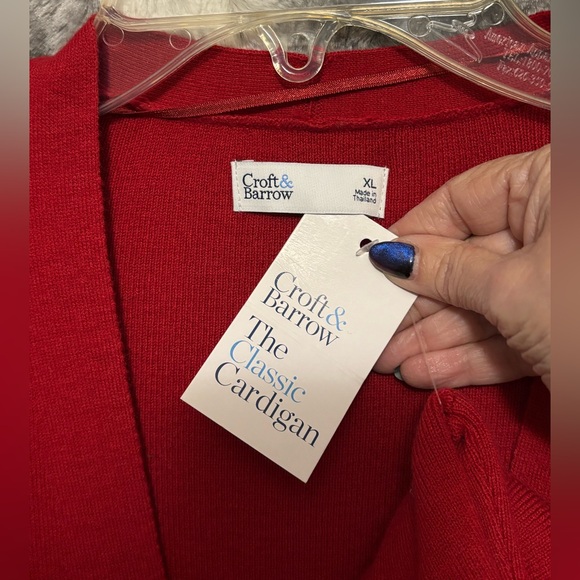 Croft&
Barrow
XL
Made in
Thailand
Croft&
Barrow
The
Classic
Cardigan